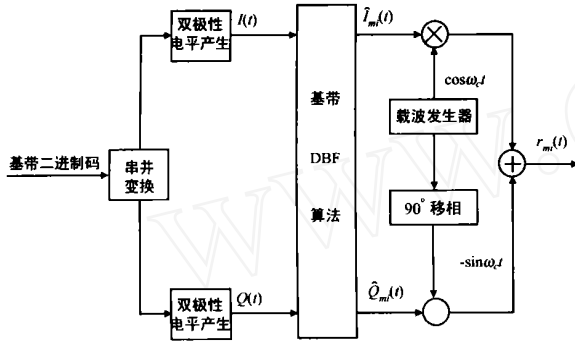 双极性
电平产生
I(t)
Î_mi(t)
cosω_c t
基带
DBF
算法
载波发生器
基带二进制码
串并
变换
r_mi(t)
90°移相
-sinω_c t
双极性
电平产生
Q(t)
Q̂_mi(t)